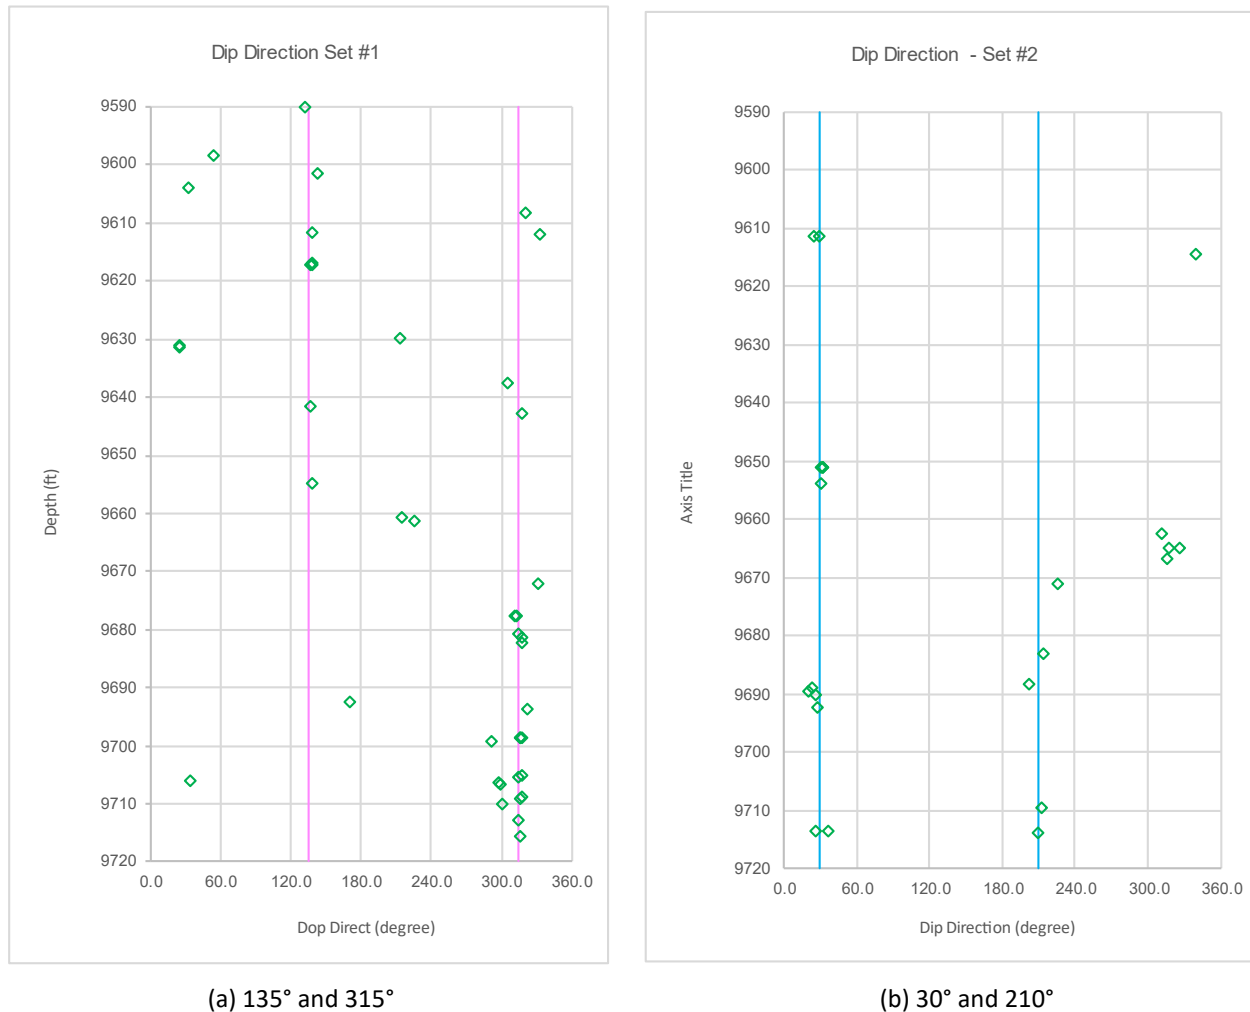 Dip Direction Set #1
9590
9600
9610
9620
9630
9640
9650
9660
9670
9680
9690
9700
9710
9720
Depth (ft)
0.0 60.0 120.0 180.0 240.0 300.0 360.0
Dop Direct (degree)
(a) 135° and 315°
Dip Direction - Set #2
9590
9600
9610
9620
9630
9640
9650
9660
9670
9680
9690
9700
9710
9720
Axis Title
0.0 60.0 120.0 180.0 240.0 300.0 360.0
Dip Direction (degree)
(b) 30° and 210°